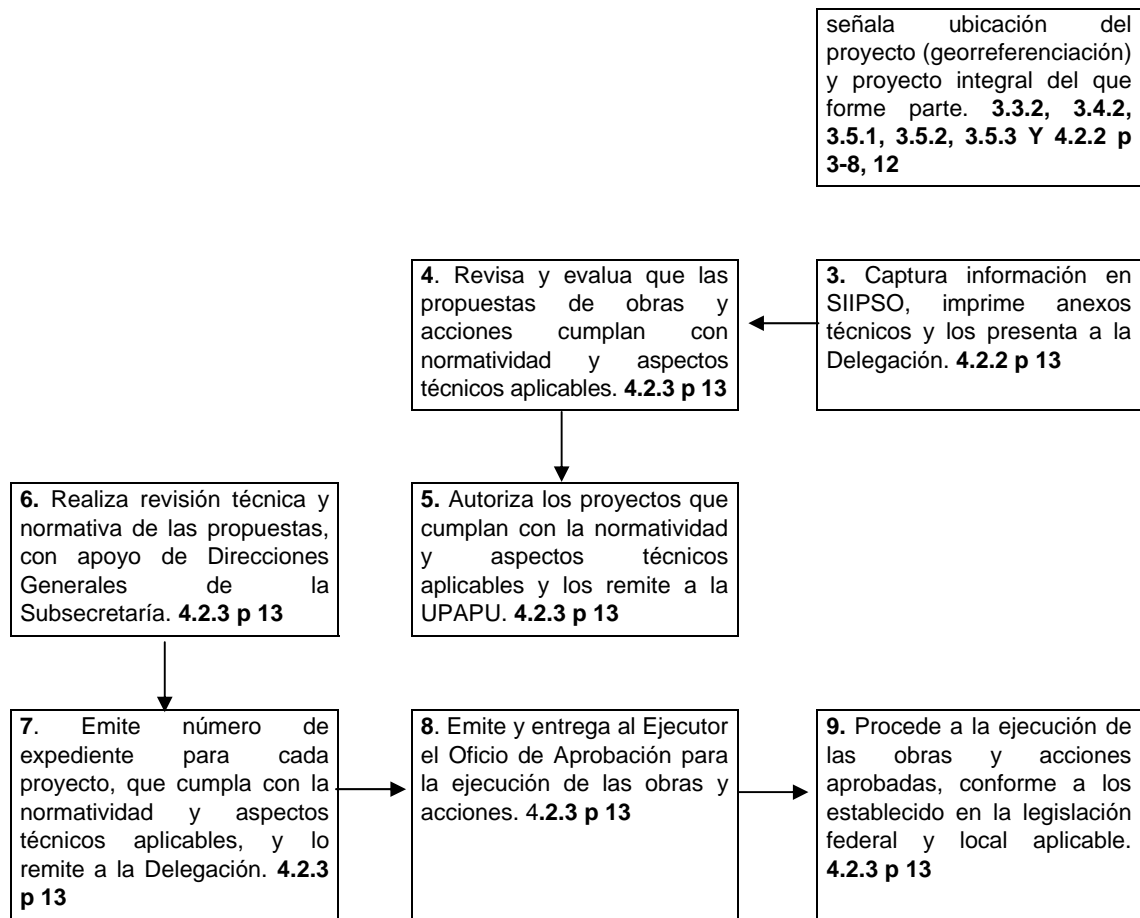 señala ubicación del
proyecto (georreferenciación)
y proyecto integral del que
forme parte. 3.3.2, 3.4.2,
3.5.1, 3.5.2, 3.5.3 Y 4.2.2 p
3-8, 12
4. Revisa y evalua que las
propuestas de obras y
acciones cumplan con
normatividad y aspectos
técnicos aplicables. 4.2.3 p 13
3. Captura información en
SIIPSO, imprime anexos
técnicos y los presenta a la
Delegación. 4.2.2 p 13
6. Realiza revisión técnica y
normativa de las propuestas,
con apoyo de Direcciones
Generales de la
Subsecretaría. 4.2.3 p 13
5. Autoriza los proyectos que
cumplan con la normatividad
y aspectos técnicos
aplicables y los remite a la
UPAPU. 4.2.3 p 13
7. Emite número de
expediente para cada
proyecto, que cumpla con la
normatividad y aspectos
técnicos aplicables, y lo
remite a la Delegación. 4.2.3
p 13
8. Emite y entrega al Ejecutor
el Oficio de Aprobación para
la ejecución de las obras y
acciones. 4.2.3 p 13
9. Procede a la ejecución de
las obras y acciones
aprobadas, conforme a los
establecido en la legislación
federal y local aplicable.
4.2.3 p 13